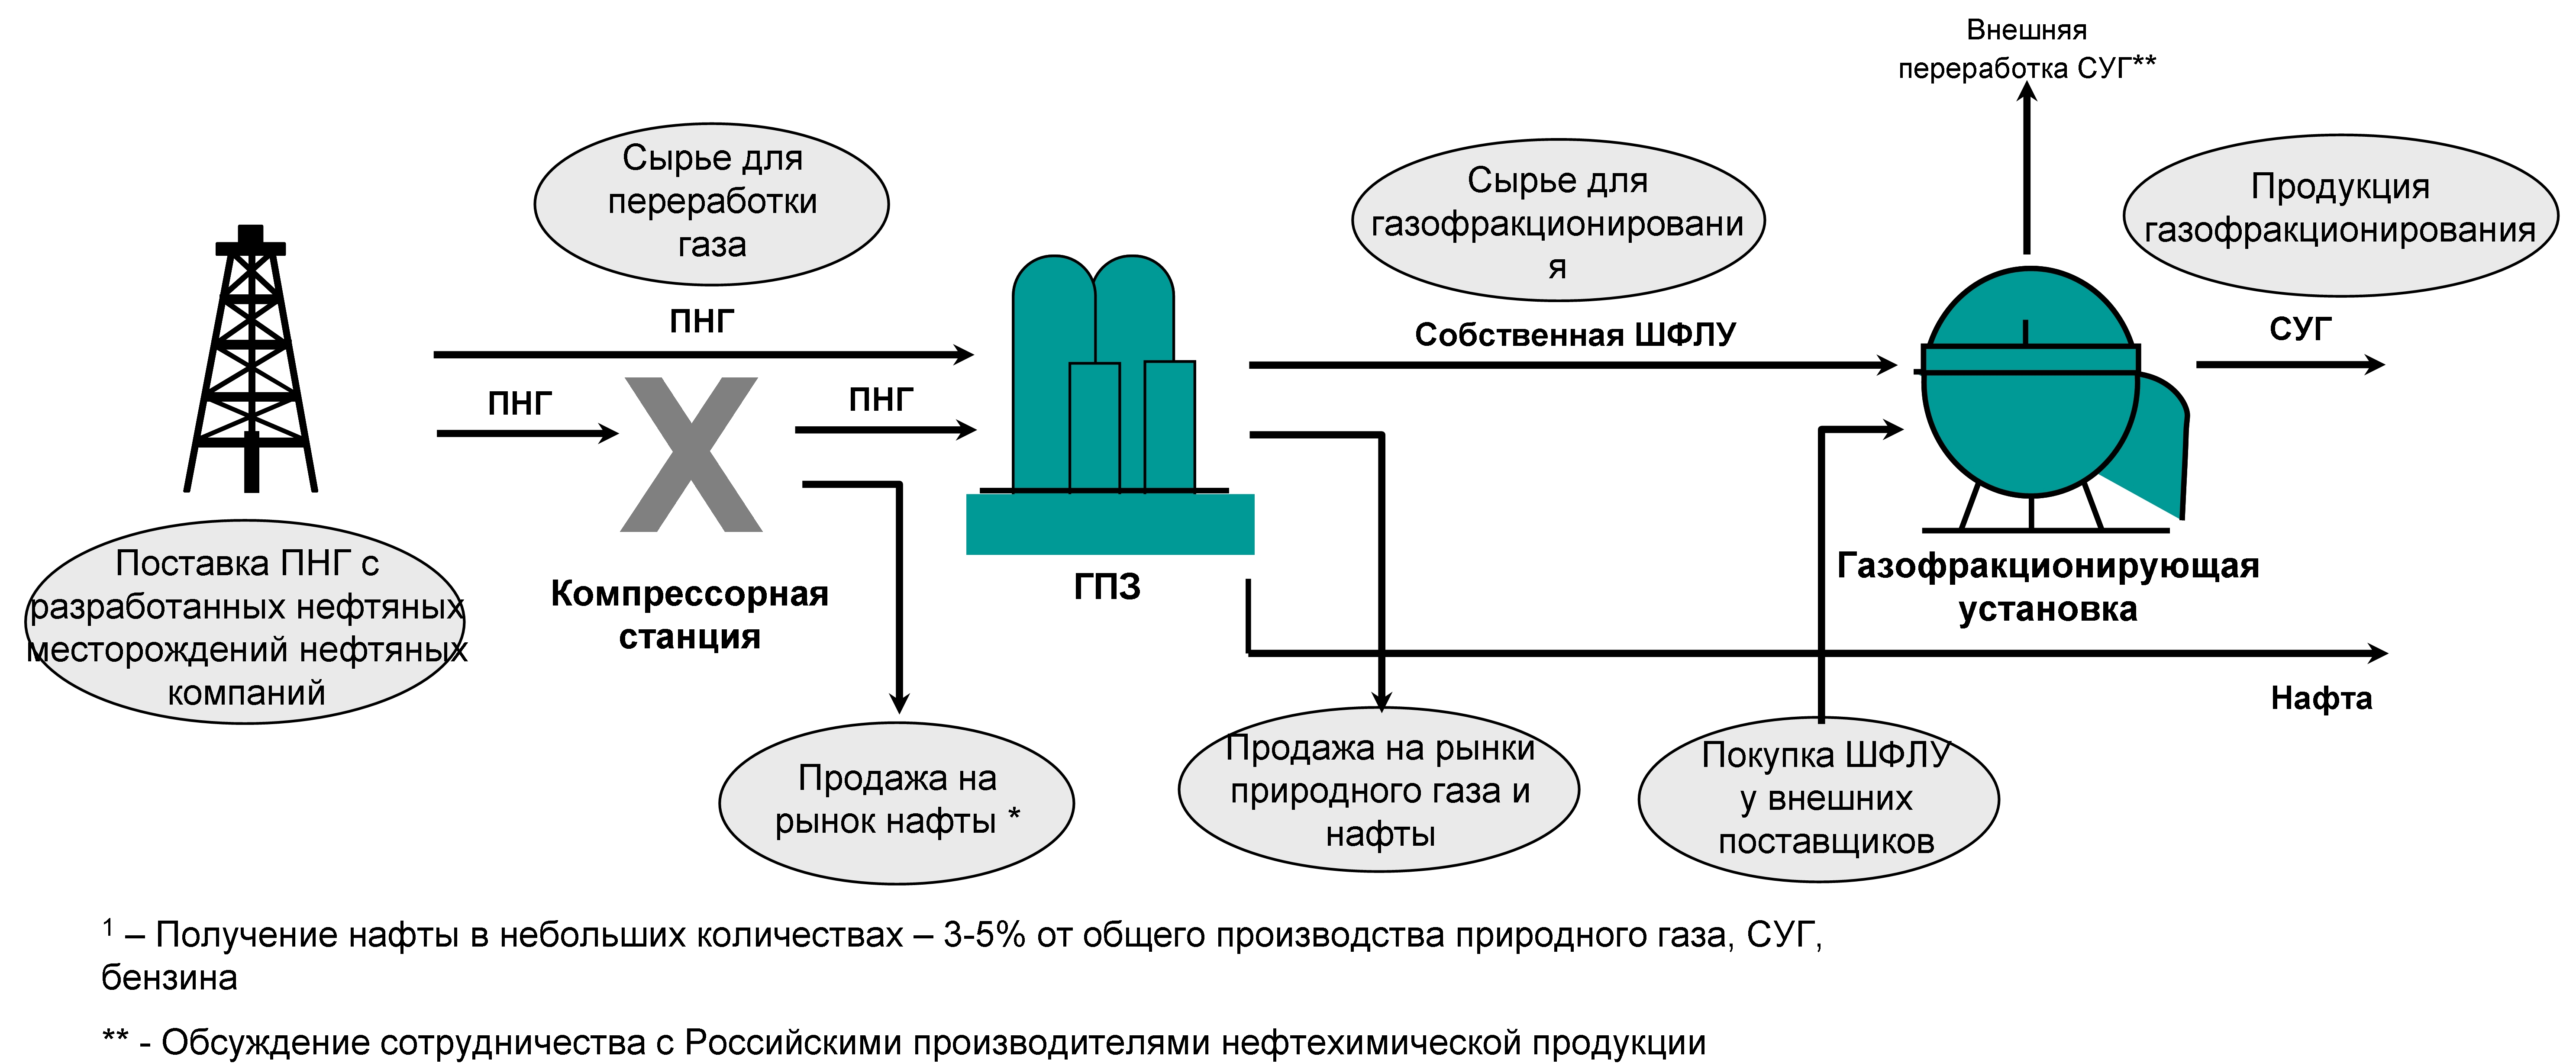 Внешняя
переработка СУГ**
Сырье для
переработки
газа
Сырье для
газофракционировани
я
Продукция
газофракционирования
ПНГ
Собственная ШФЛУ
СУГ
ПНГ
ПНГ
Поставка ПНГ с
разработанных нефтяных
месторождений нефтяных
компаний
Компрессорная
станция
ГПЗ
Газофракционирующая
установка
Нафта
Продажа на
рынок нафты *
Продажа на рынки
природного газа и
нафты
Покупка ШФЛУ
у внешних
поставщиков
1 – Получение нафты в небольших количествах – 3-5% от общего производства природного газа, СУГ,
бензина
** - Обсуждение сотрудничества с Российскими производителями нефтехимической продукции